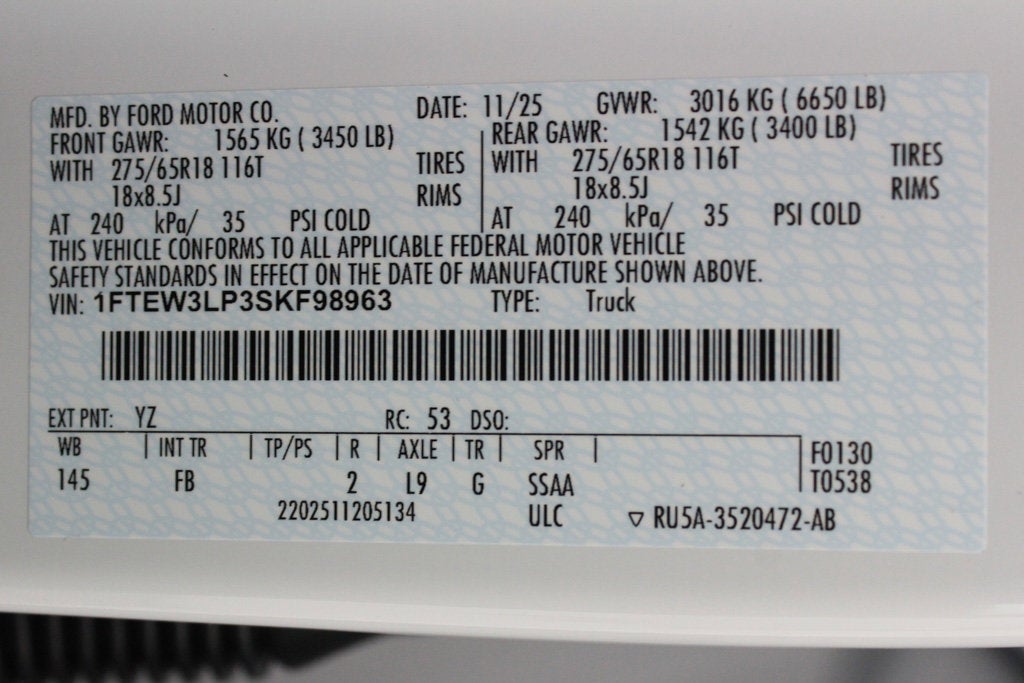 MFD. BY FORD MOTOR CO. DATE: 11/25 GVWR: 3016 KG ( 6650 LB)
FRONT GAWR: 1565 KG ( 3450 LB) REAR GAWR: 1542 KG ( 3400 LB)
WITH 275/65R18 116T TIRES WITH 275/65R18 116T TIRES
18x8.5J RIMS 18x8.5J RIMS
AT 240 kPa/ 35 PSI COLD AT 240 kPa/ 35 PSI COLD
THIS VEHICLE CONFORMS TO ALL APPLICABLE FEDERAL MOTOR VEHICLE
SAFETY STANDARDS IN EFFECT ON THE DATE OF MANUFACTURE SHOWN ABOVE.
VIN: 1FTEW3LP3SKF98963 TYPE: Truck
EXT PNT: YZ RC: 53 DSO:
WB INT TR TP/PS R AXLE TR SPR F0130
145 FB 2 L9 G SSAA T0538
2202511205134 ULC ▽ RU5A-3520472-AB